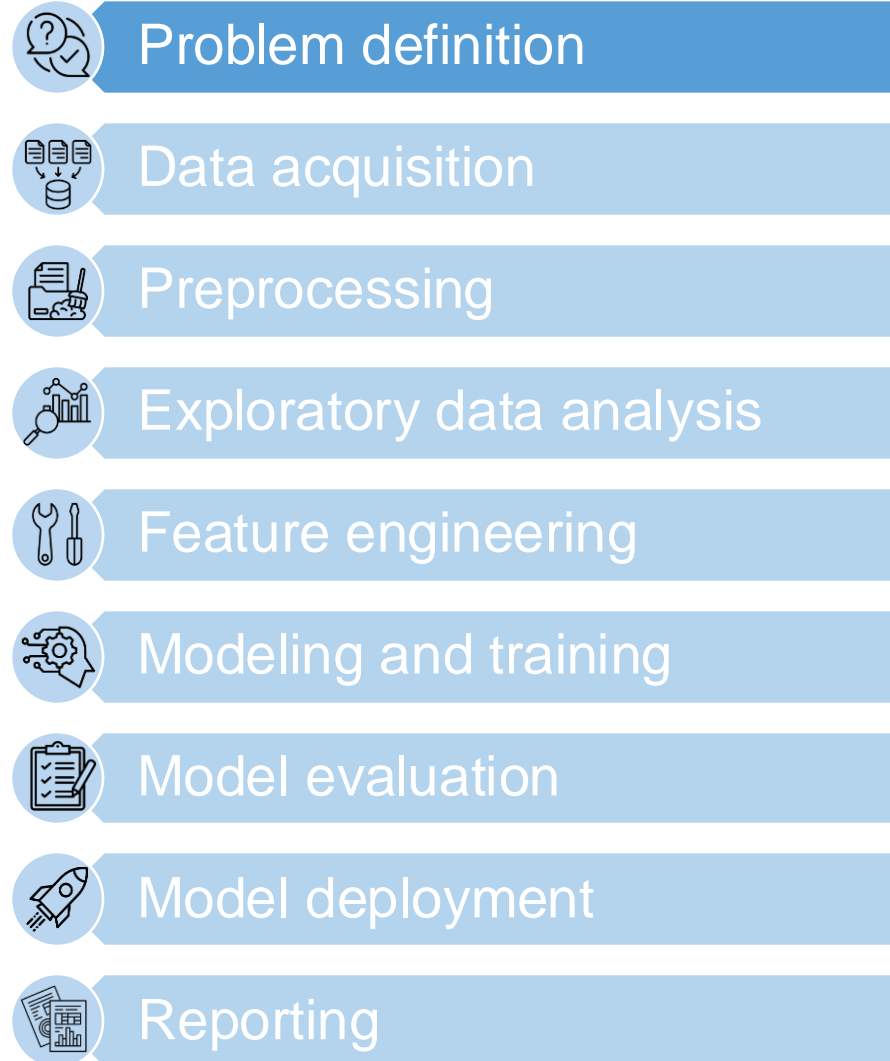 Problem definition
Data acquisition
Preprocessing
Exploratory data analysis
Feature engineering
Modeling and training
Model evaluation
Model deployment
Reporting